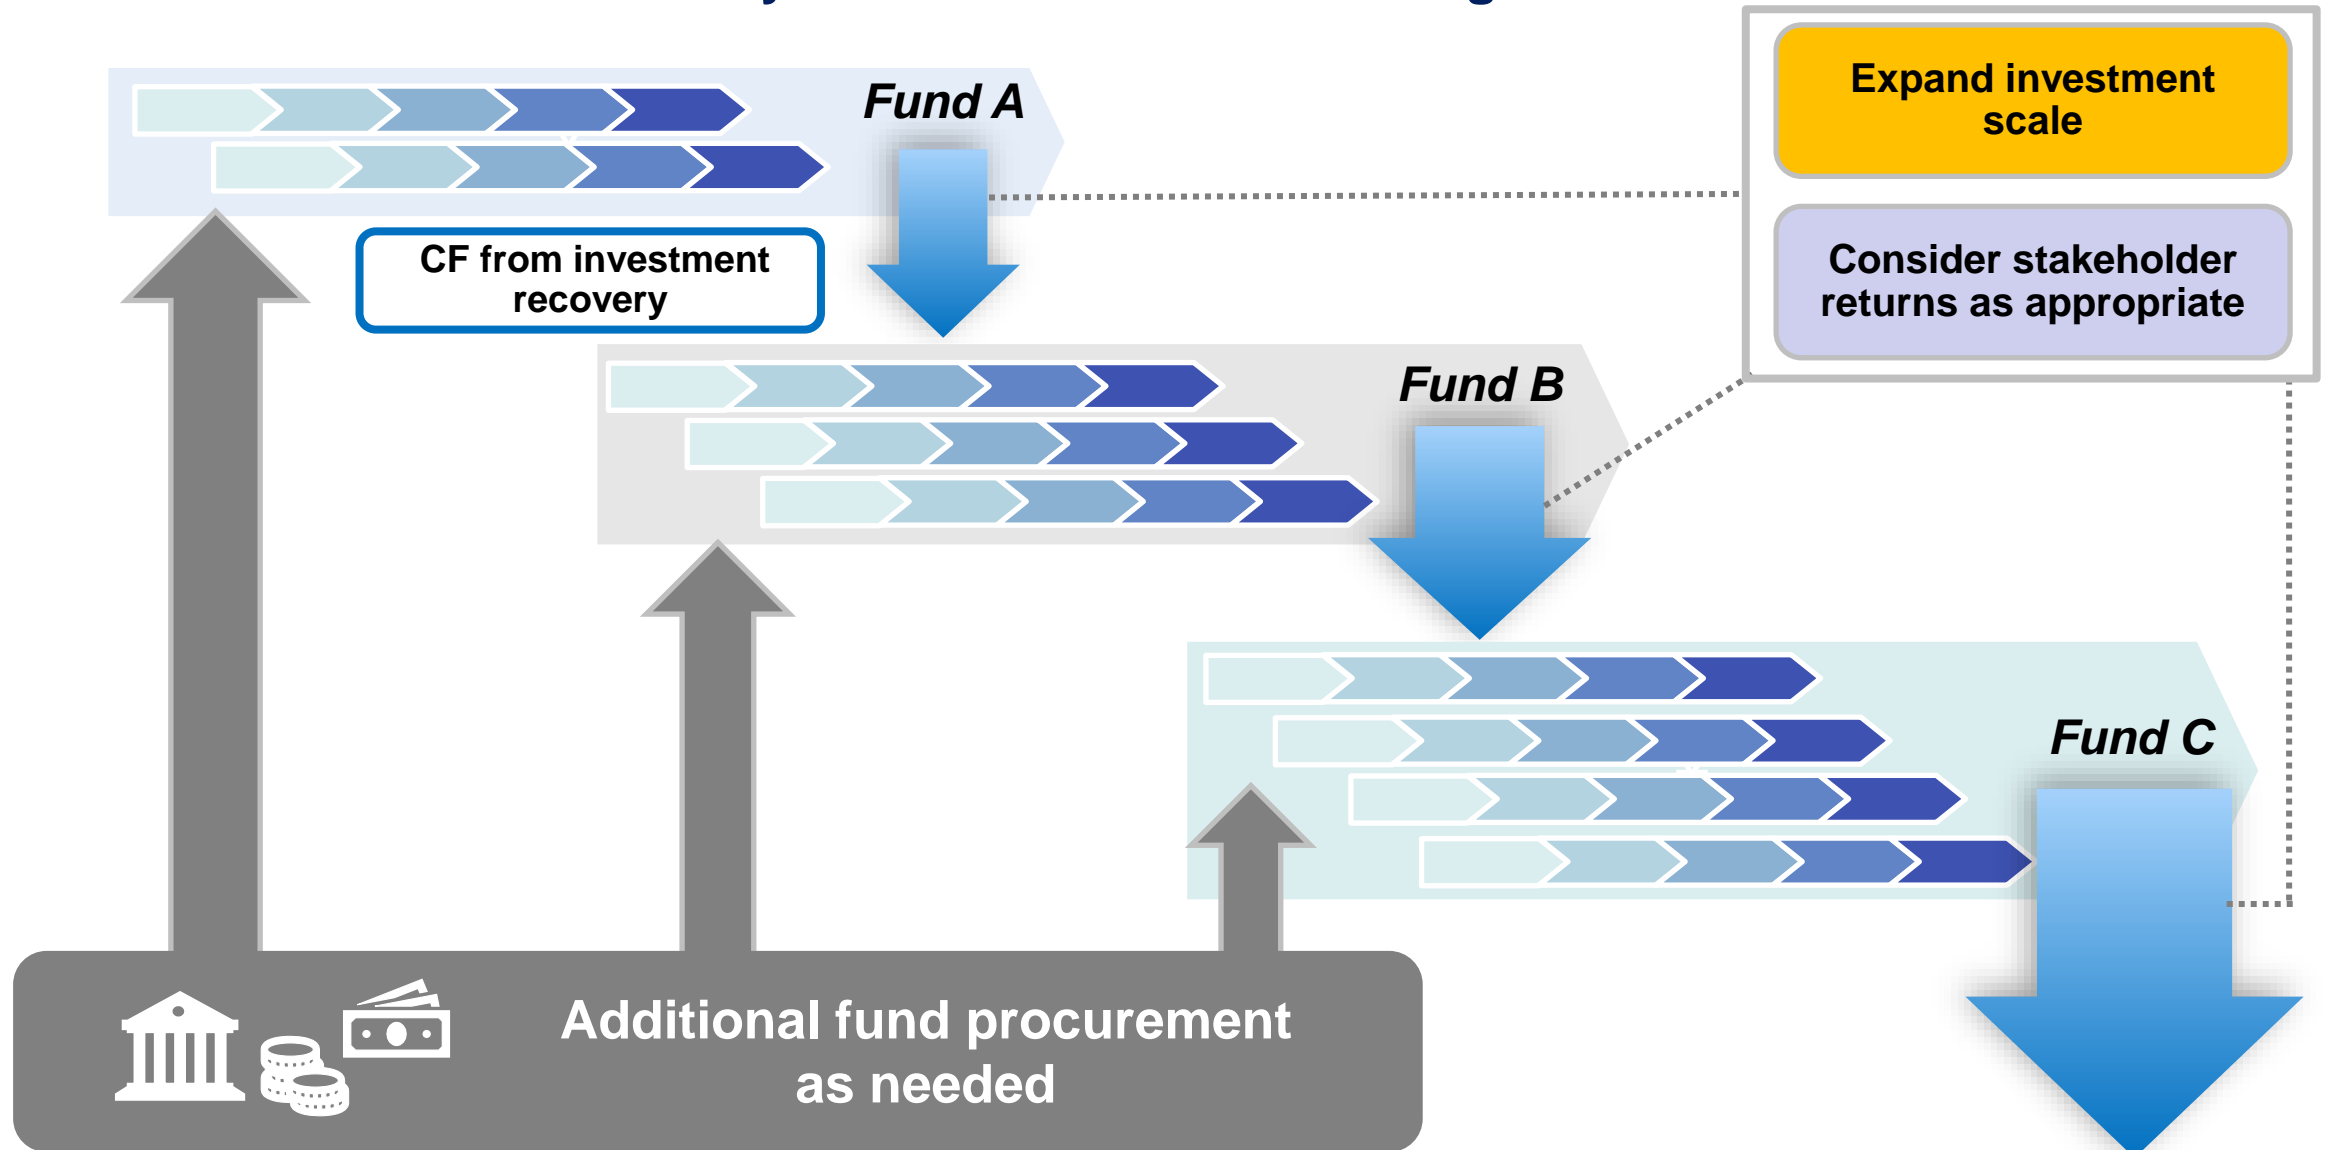 Fund A
Expand investment
scale
CF from investment
recovery
Consider stakeholder
returns as appropriate
Fund B
Fund C
Additional fund procurement
as needed